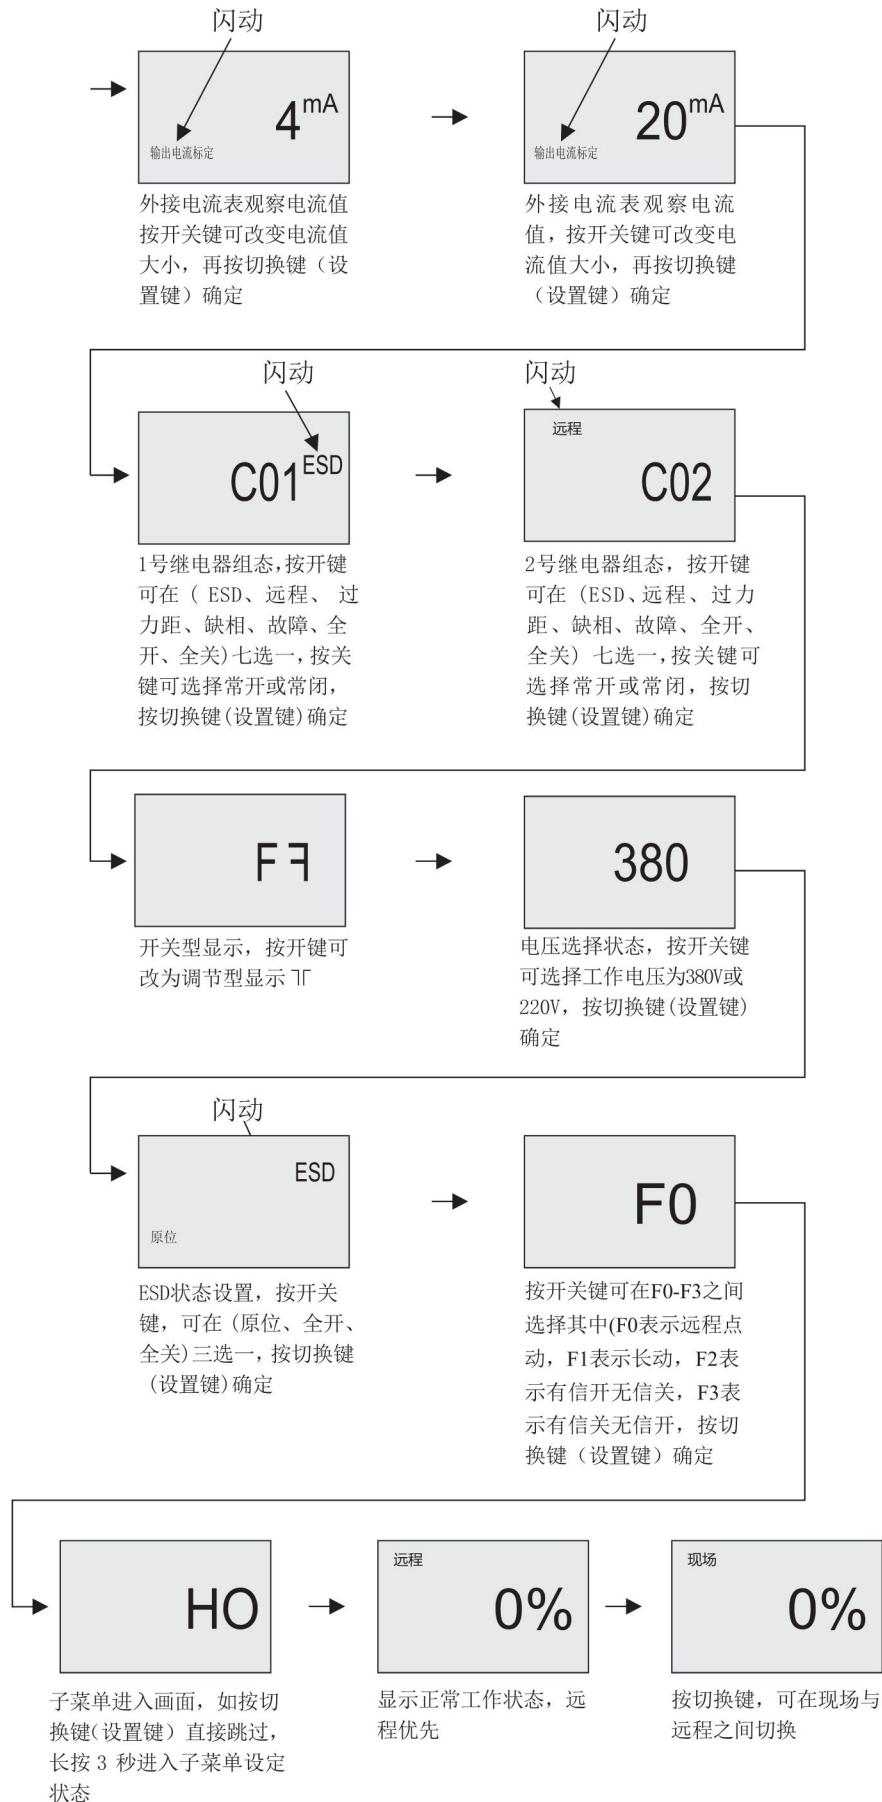 闪动
闪动
4mA
输出电流标定
20mA
输出电流标定
外接电流表观察电流值
按开关键可改变电流值
大小，再按切换键（设
置键）确定
外接电流表观察电流
值，按开关键可改变电
流值大小，再按切换键
（设置键）确定
闪动
闪动
C01ESD
远程
C02
1号继电器组态,按开键
可在（ ESD、远程、 过
力距、缺相、故障、全
开、全关)七选一,按关
键可选择常开或常闭，
按切换键(设置键)确定
2号继电器组态，按开键
可在（ESD、远程、过力
距、缺相、故障、全开、
全关） 七选一,按关键可
选择常开或常闭，按切
换键(设置键)确定
380
开关型显示，按开键可
改为调节型显示
电压选择状态，按开关键
可选择工作电压为380V或
220V，按切换键(设置键)
确定
闪动
ESD
原位
F0
ESD状态设置，按开关
键，可在（原位、全开、
全关)三选一,按切换键
（设置键)确定
按开关键可在F0-F3之间
选择其中(F0表示远程点
动，F1表示长动，F2表
示有信开无信关，F3表
示有信关无信开，按切
换键（设置键）确定
HO
远程
0%
现场
0%
子菜单进入画面，如按切
换键(设置键）直接跳过，
长按 3 秒进入子菜单设定
状态
显示正常工作状态，远
程优先
按切换键，可在现场与
远程之间切换